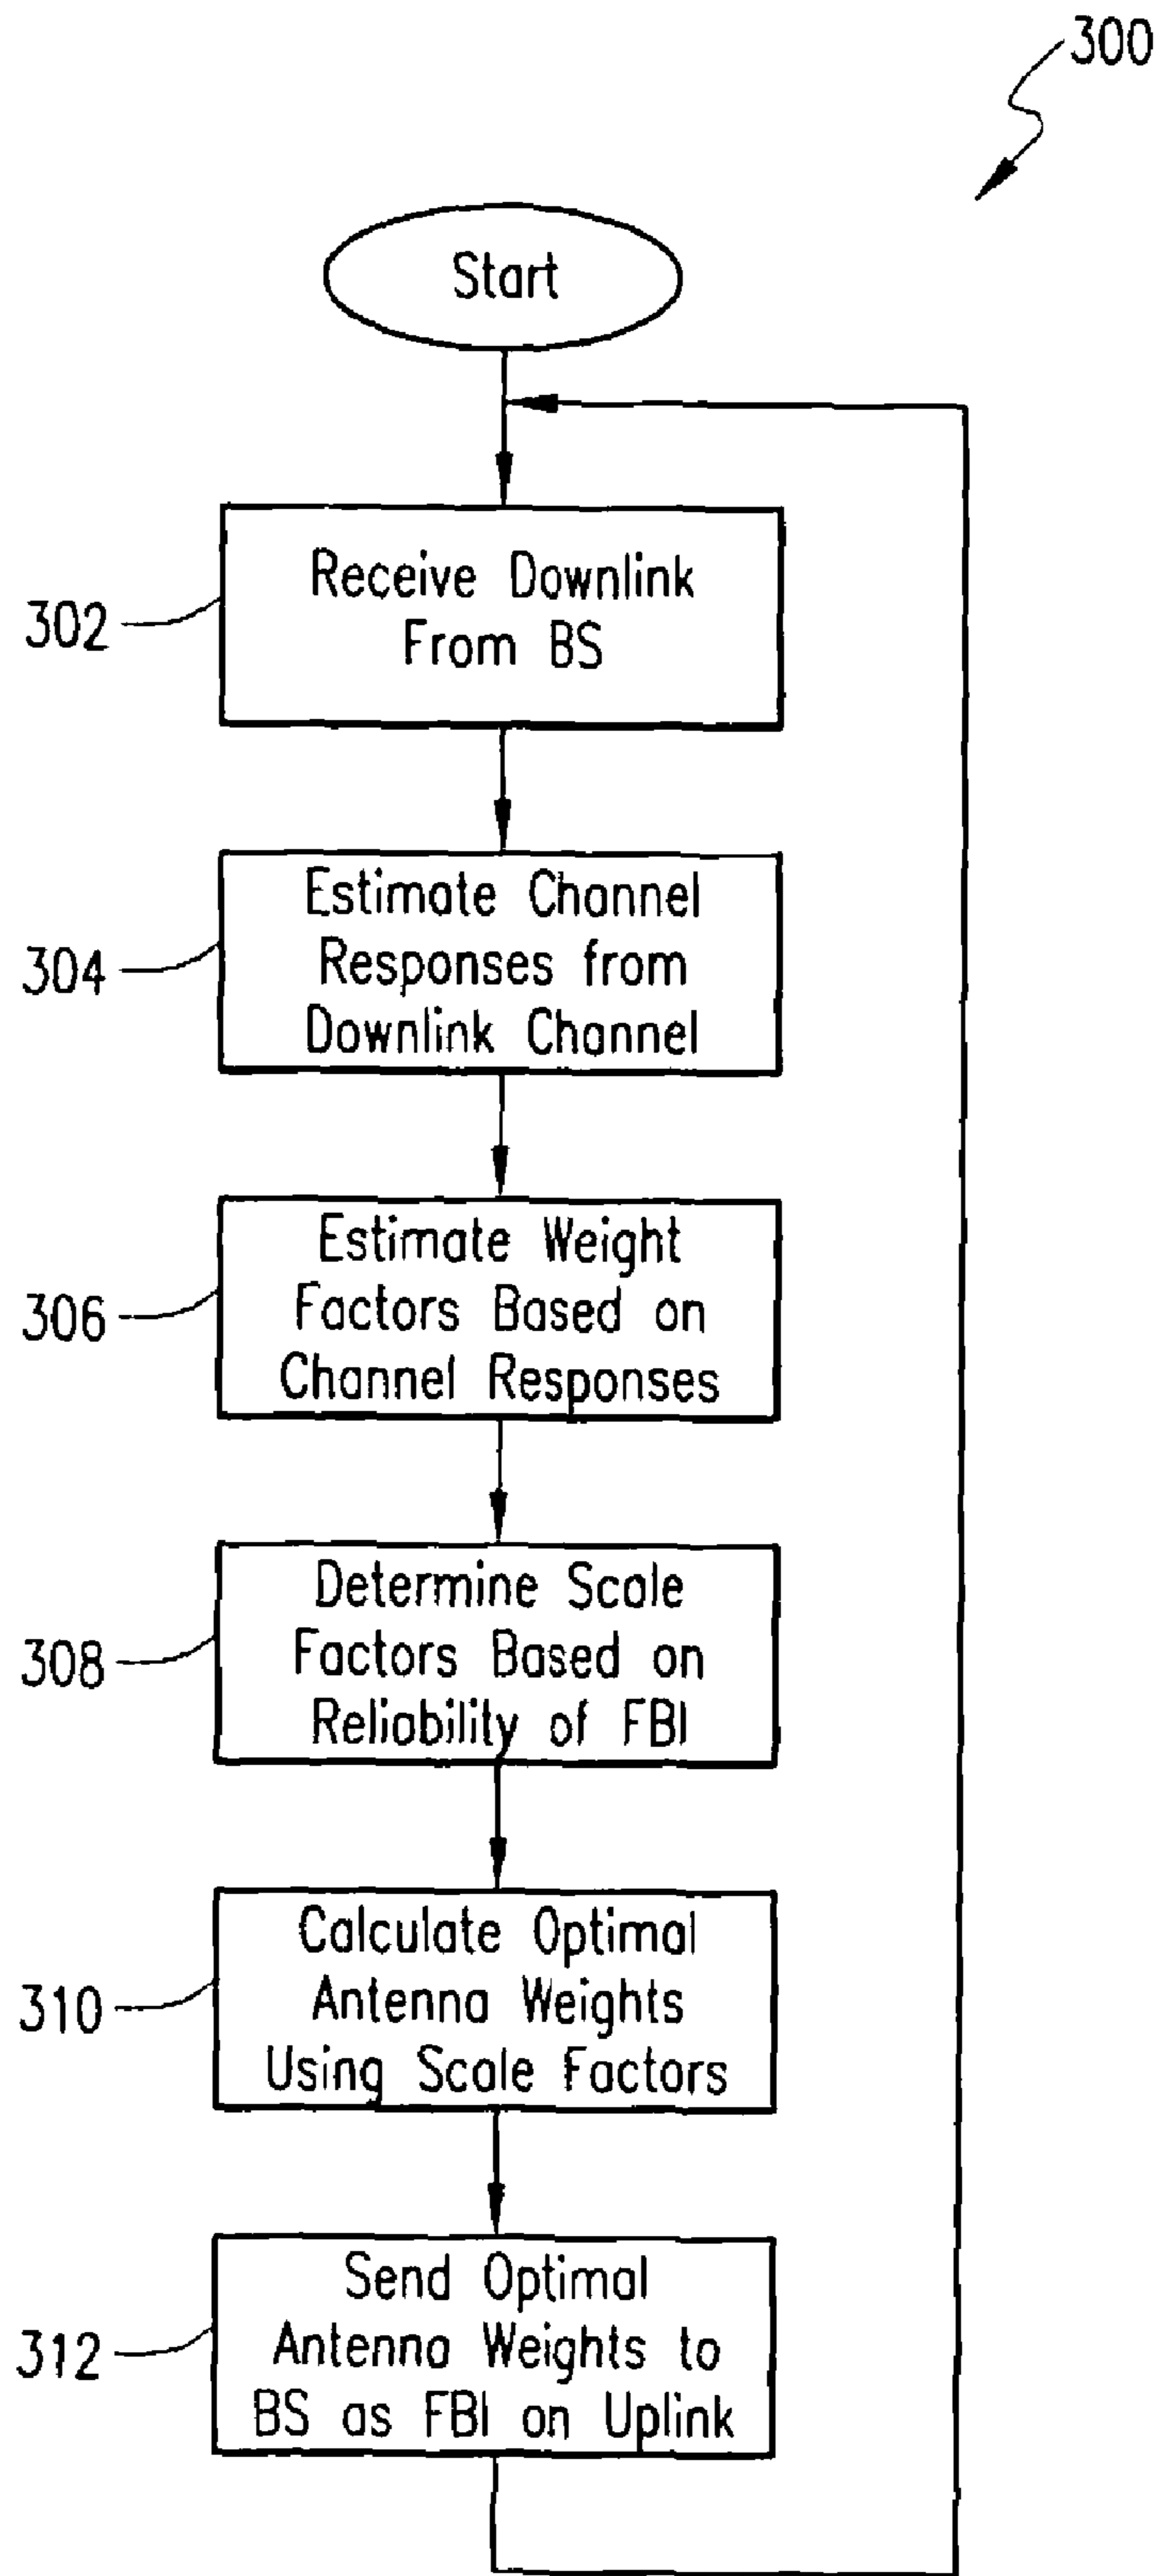 300
Start
302
Receive Downlink
From BS
304
Estimate Channel
Responses from
Downlink Channel
306
Estimate Weight
Factors Based on
Channel Responses
308
Determine Scale
Factors Based on
Reliability of FBI
310
Calculate Optimal
Antenna Weights
Using Scale Factors
312
Send Optimal
Antenna Weights to
BS as FBI on Uplink